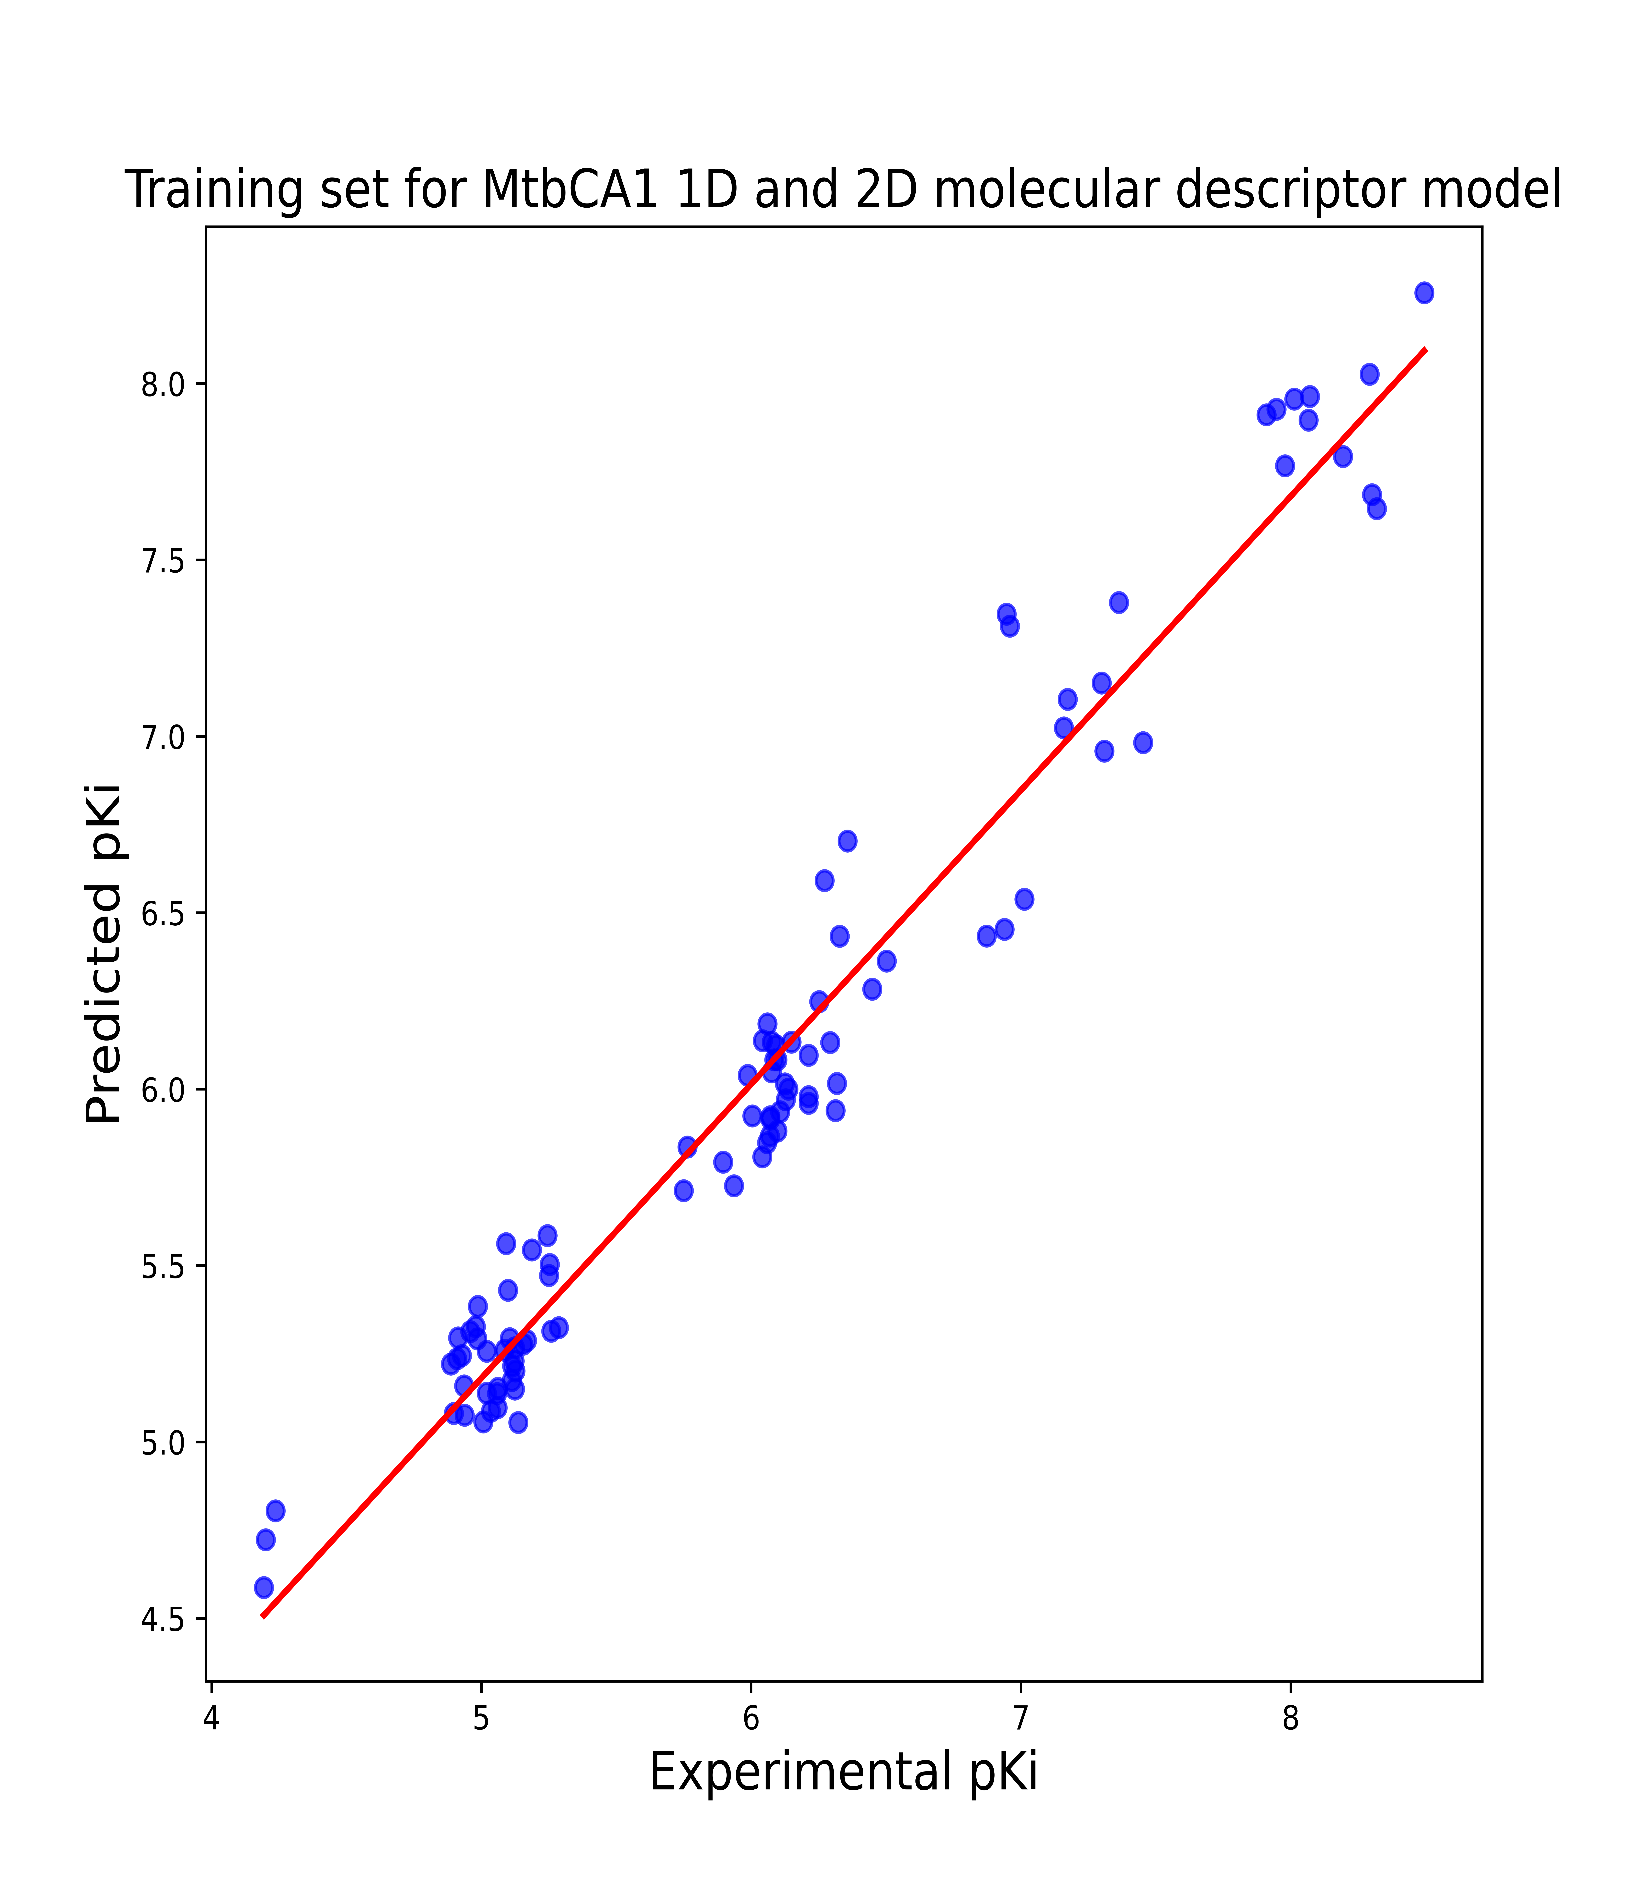 Training set for MtbCA1 1D and 2D molecular descriptor model
8.0
7.5
7.0
6.5
6.0
5.5
5.0
4.5
Predicted pKi
4 5 6 7 8
Experimental pKi